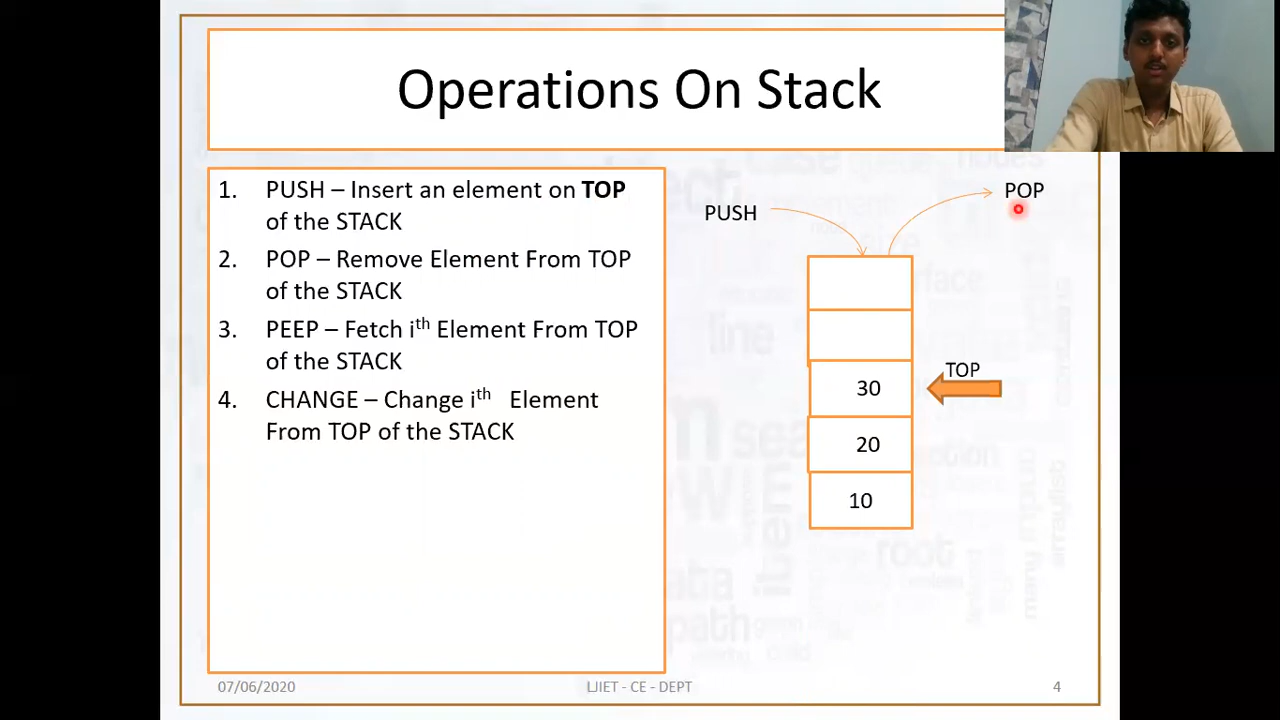 Operations On Stack
1. PUSH – Insert an element on TOP
of the STACK
2. POP – Remove Element From TOP
of the STACK
3. PEEP – Fetch ith Element From TOP
of the STACK
4. CHANGE – Change ith Element
From TOP of the STACK
PUSH
POP
30
TOP
20
10
07/06/2020
LJIET - CE - DEPT
4